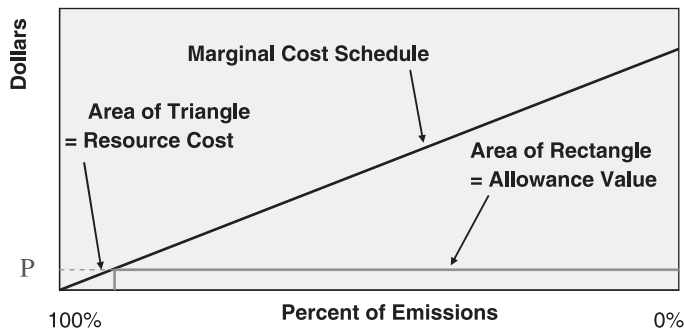 Dollars
Marginal Cost Schedule
Area of Triangle
= Resource Cost
Area of Rectangle
= Allowance Value
P
100%
Percent of Emissions
0%